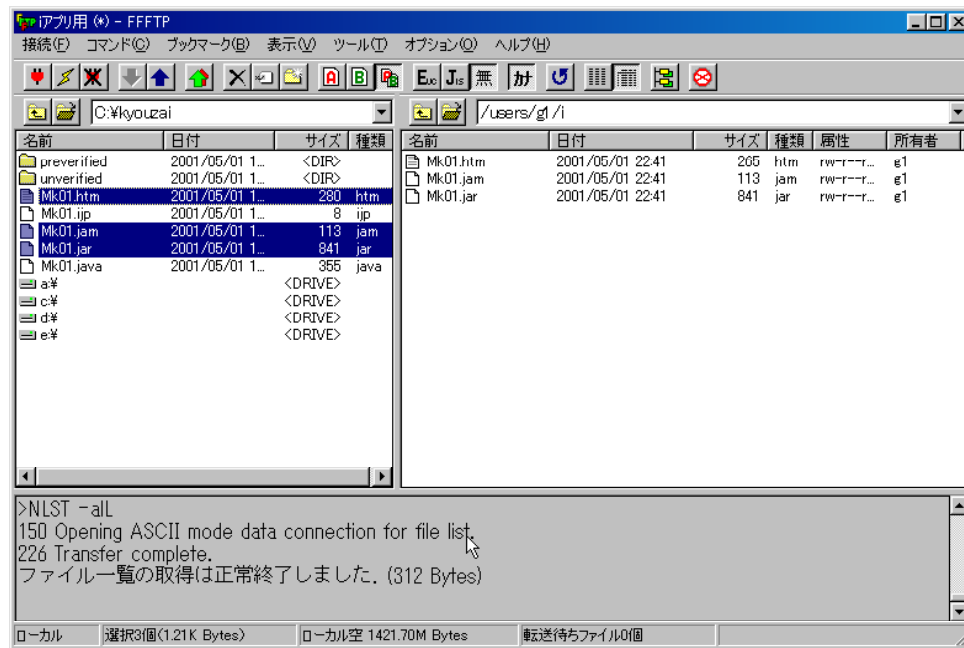 iアプリ用 (*) - FFFTP
接続(F) コマンド(C) ブックマーク(B) 表示(V) ツール(T) オプション(O) ヘルプ(H)
A B Euc Jis 無 カナ
C:¥kyouzai /users/g1/i
名前 日付 サイズ 種類 名前 日付 サイズ 種類 属性 所有者
preverified 2001/05/01 1... <DIR> Mk01.htm 2001/05/01 22:41 265 htm rw-r--r... g1
unverified 2001/05/01 1... <DIR> Mk01.jam 2001/05/01 22:41 113 jam rw-r--r... g1
Mk01.htm 2001/05/01 1... 280 htm Mk01.jar 2001/05/01 22:41 841 jar rw-r--r... g1
Mk01.ijp 2001/05/01 1... 8 ijp
Mk01.jam 2001/05/01 1... 113 jam
Mk01.jar 2001/05/01 1... 841 jar
Mk01.java 2001/05/01 1... 355 java
a:¥ <DRIVE>
c:¥ <DRIVE>
d:¥ <DRIVE>
e:¥ <DRIVE>
>NLST -alL
150 Opening ASCII mode data connection for file list.
226 Transfer complete.
ファイル一覧の取得は正常終了しました. (312 Bytes)
ローカル 選択3個(1.21K Bytes) ローカル空 1421.70M Bytes 転送待ちファイル0個